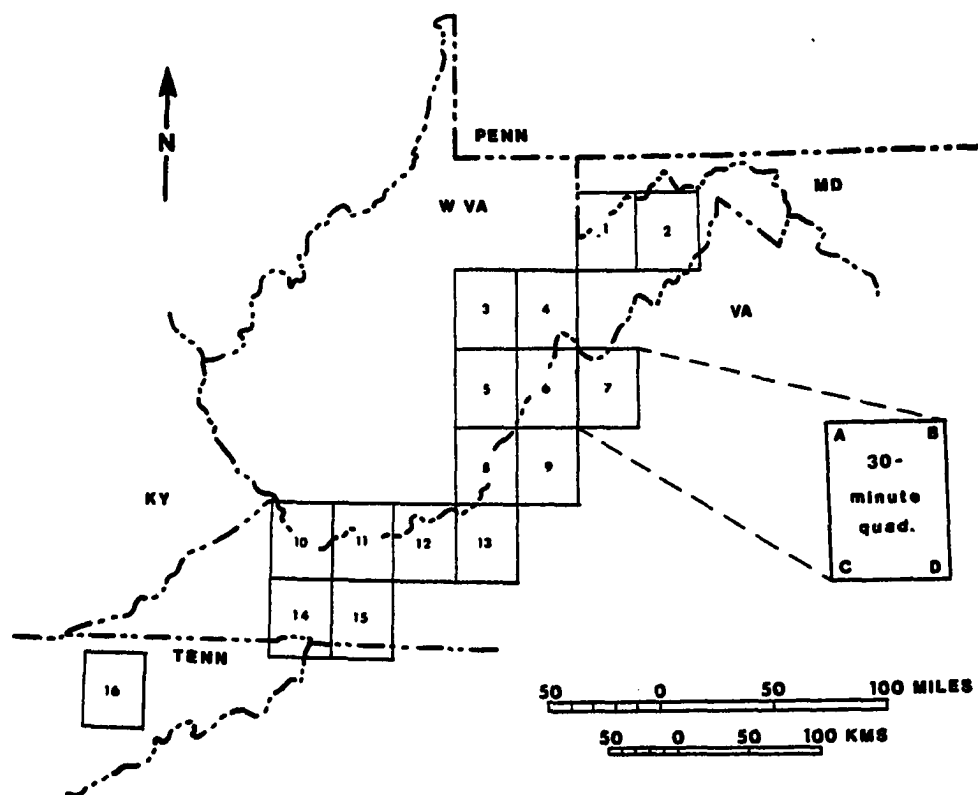 PENN
N
MD
W VA
1
2
3
4
VA
5
6
7
A
B
30-
minute
quad.
C
D
8
9
KY
10
11
12
13
14
15
TENN
16
50 0 50 100 MILES
50 0 50 100 KMS